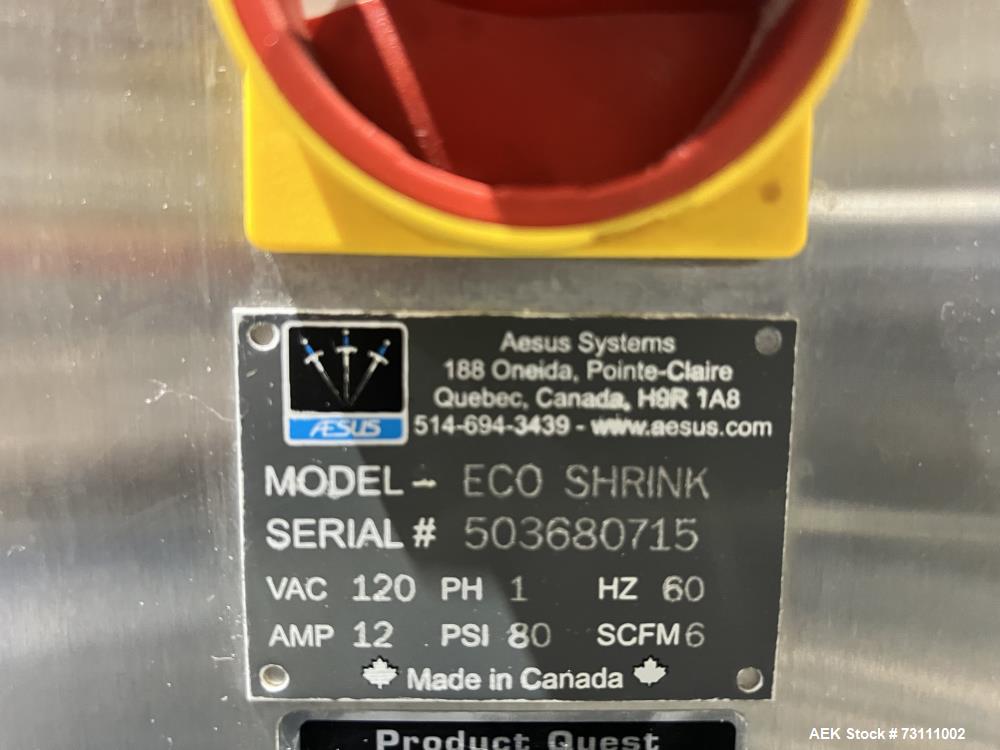 Aesus Systems
188 Oneida, Pointe-Claire
Quebec, Canada, H9R 1A8
514-694-3439 - www.aesus.com
ÆSUS
MODEL - ECO SHRINK
SERIAL # 503680715
VAC 120 PH 1 HZ 60
AMP 12 PSI 80 SCFM 6
Made in Canada
Product Quest
AEK Stock # 73111002